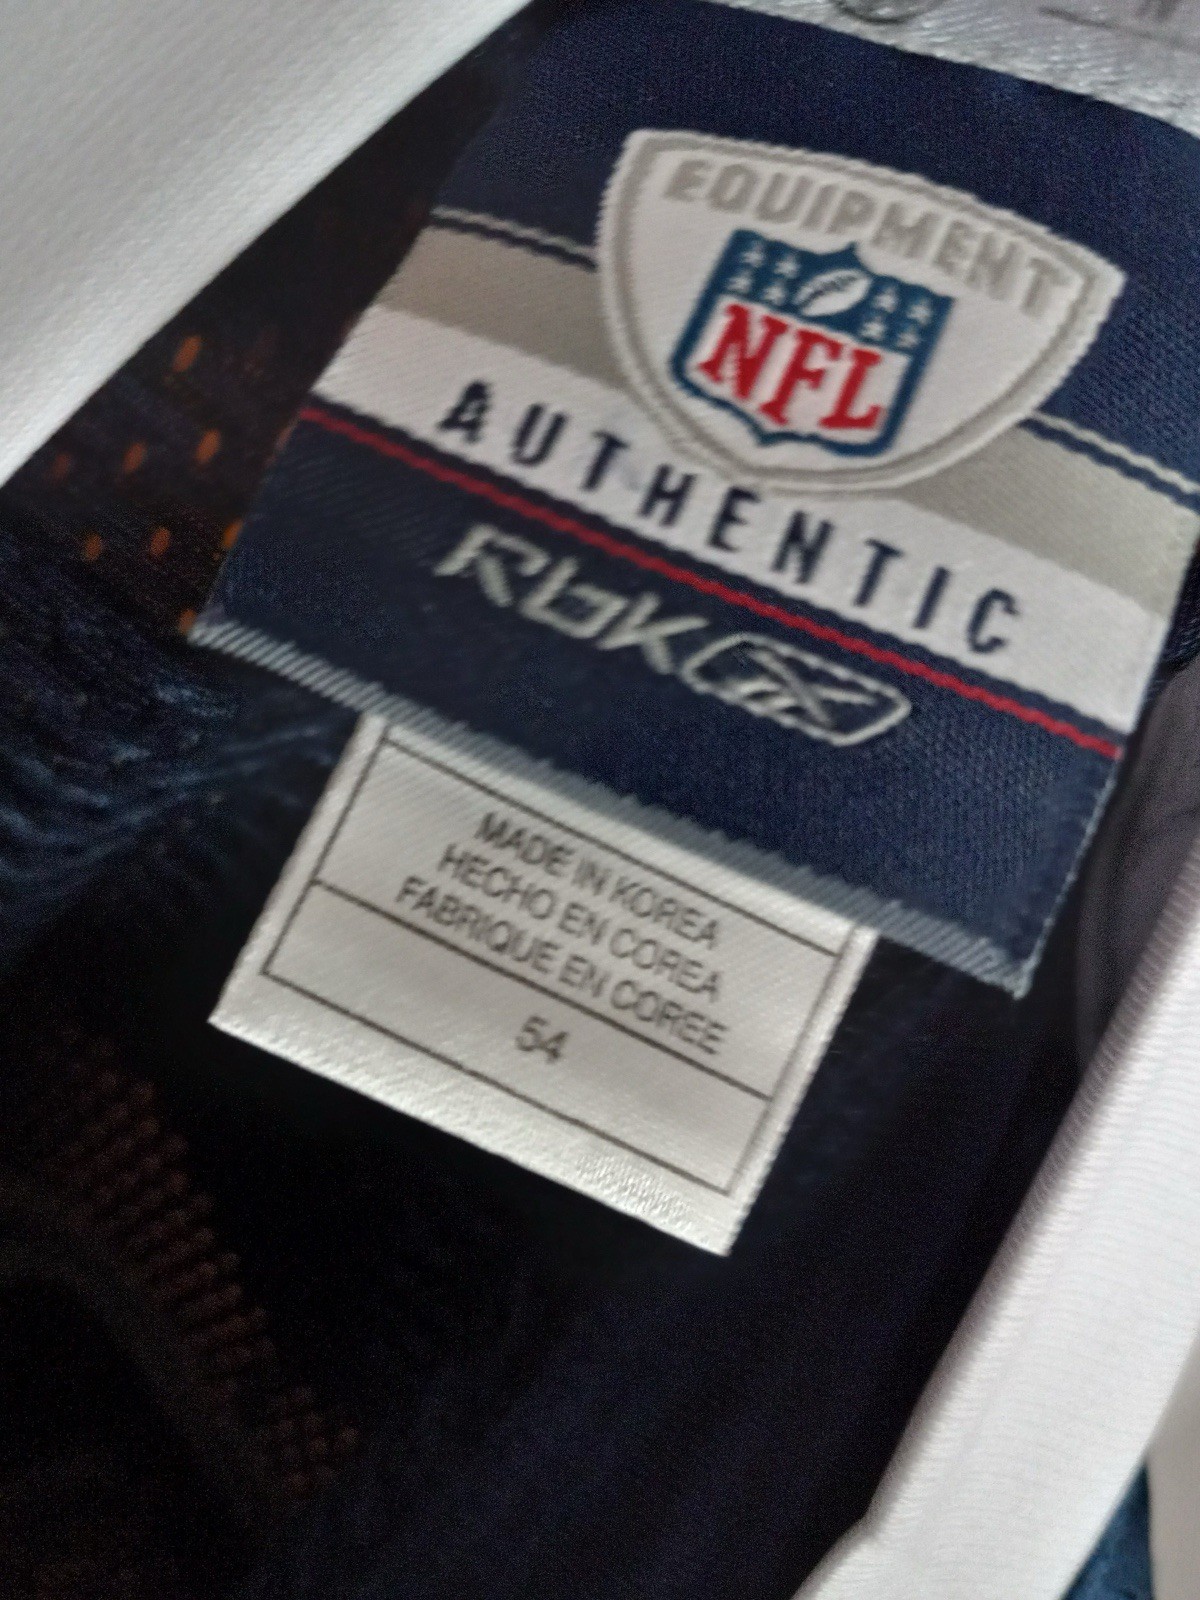 EQUIPMENT
NFL
AUTHENTIC
Rbk
MADE IN KOREA
HECHO EN COREA
FABRIQUE EN COREE
54